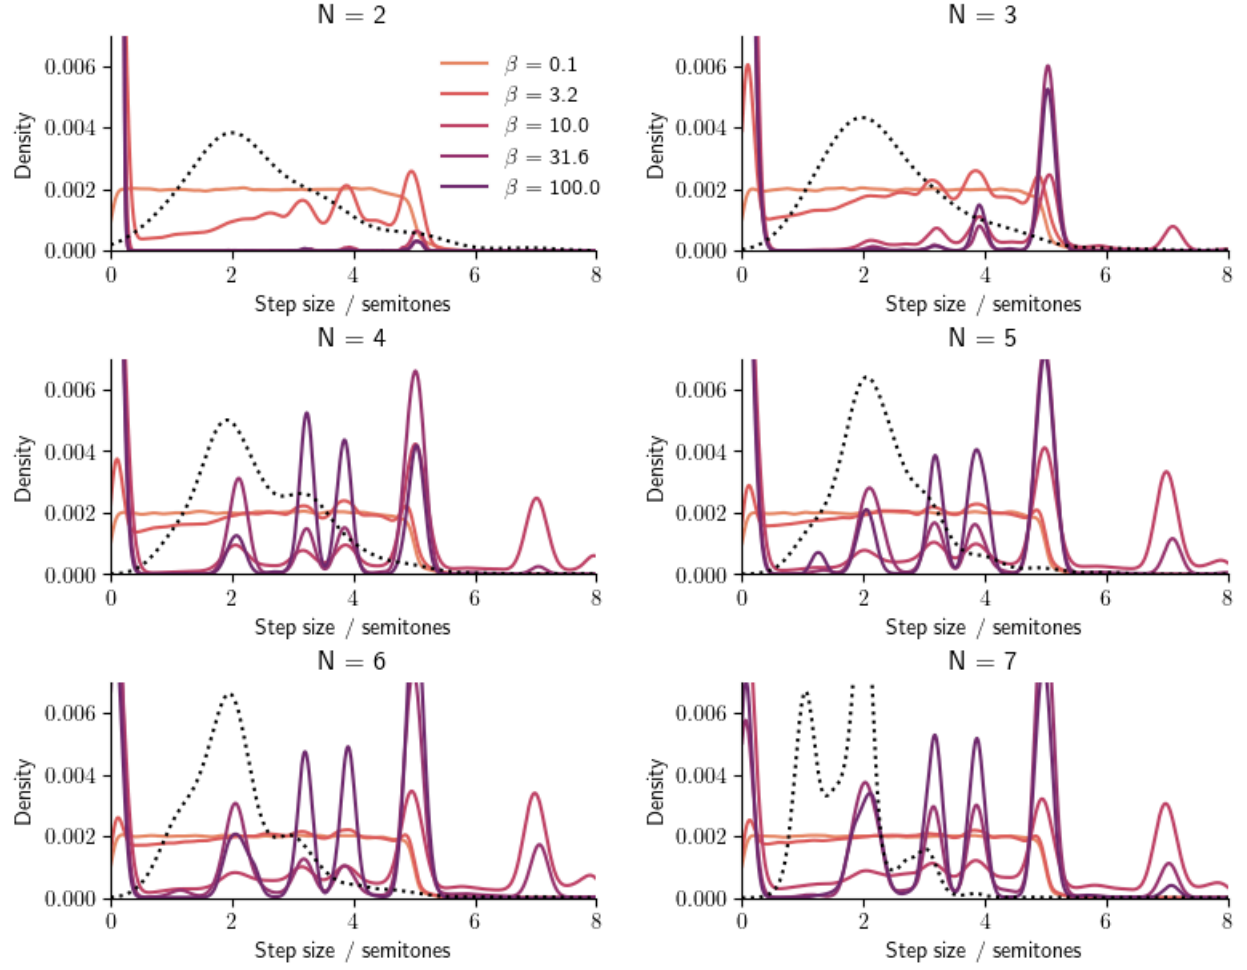 N = 2
Density
0.006
0.004
0.002
0.000
0 2 4 6 8
Step size / semitones
β = 0.1
β = 3.2
β = 10.0
β = 31.6
β = 100.0
N = 3
Density
0.006
0.004
0.002
0.000
0 2 4 6 8
Step size / semitones
N = 4
Density
0.006
0.004
0.002
0.000
0 2 4 6 8
Step size / semitones
N = 5
Density
0.006
0.004
0.002
0.000
0 2 4 6 8
Step size / semitones
N = 6
Density
0.006
0.004
0.002
0.000
0 2 4 6 8
Step size / semitones
N = 7
Density
0.006
0.004
0.002
0.000
0 2 4 6 8
Step size / semitones